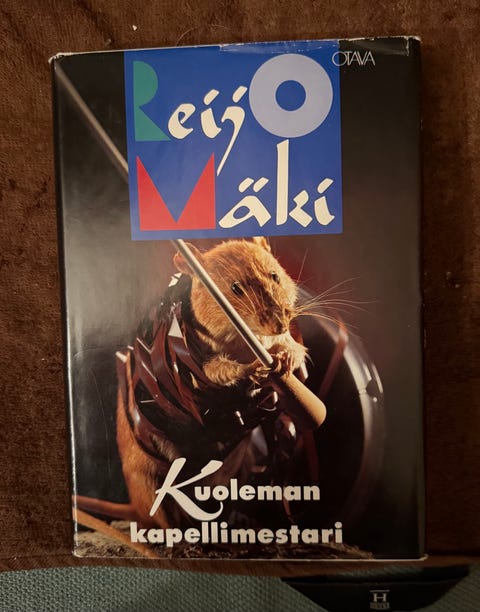 OTAVA
Reijo
Mäki
Kuoleman
kapellimestari
H